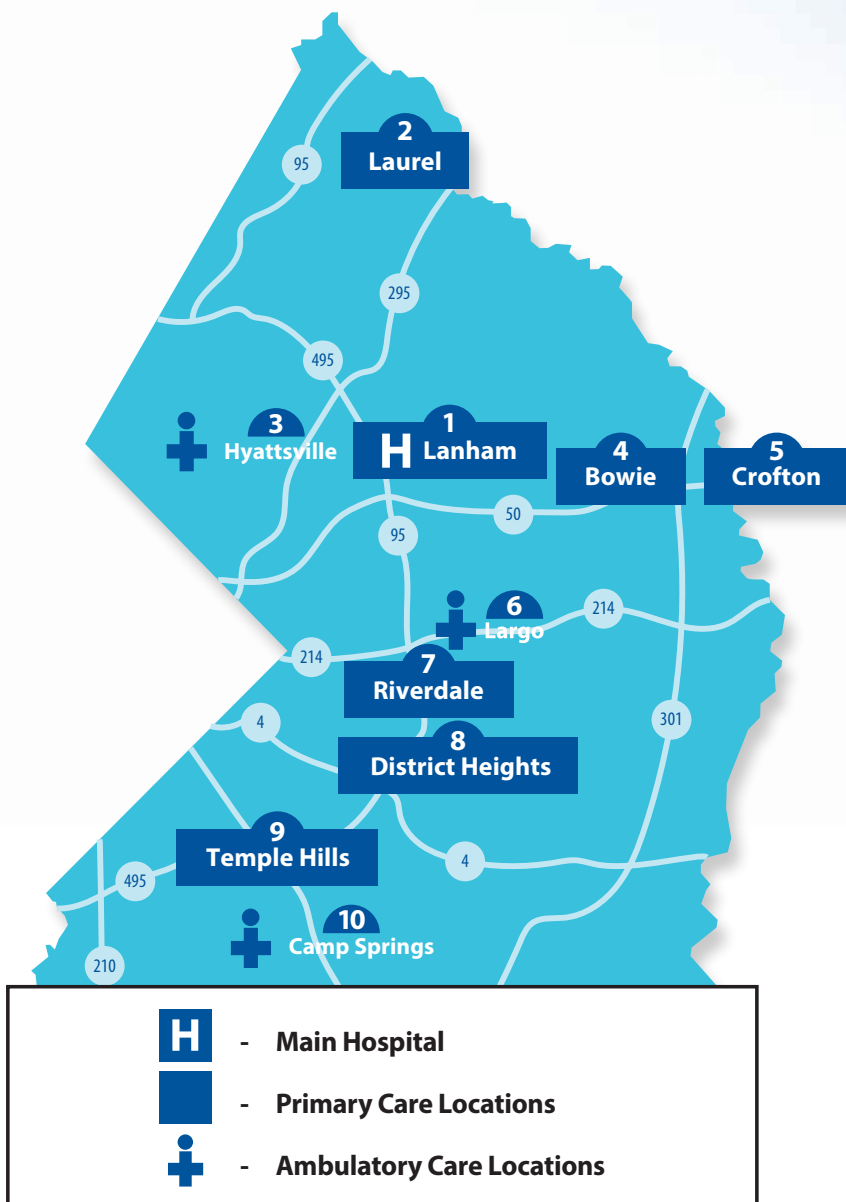 2
Laurel
95
295
495
3
Hyattsville
1
H Lanham
4
Bowie
5
Crofton
50
95
6
Largo
214
214
7
Riverdale
4
301
8
District Heights
9
Temple Hills
4
495
10
Camp Springs
210
H - Main Hospital
- Primary Care Locations
- Ambulatory Care Locations